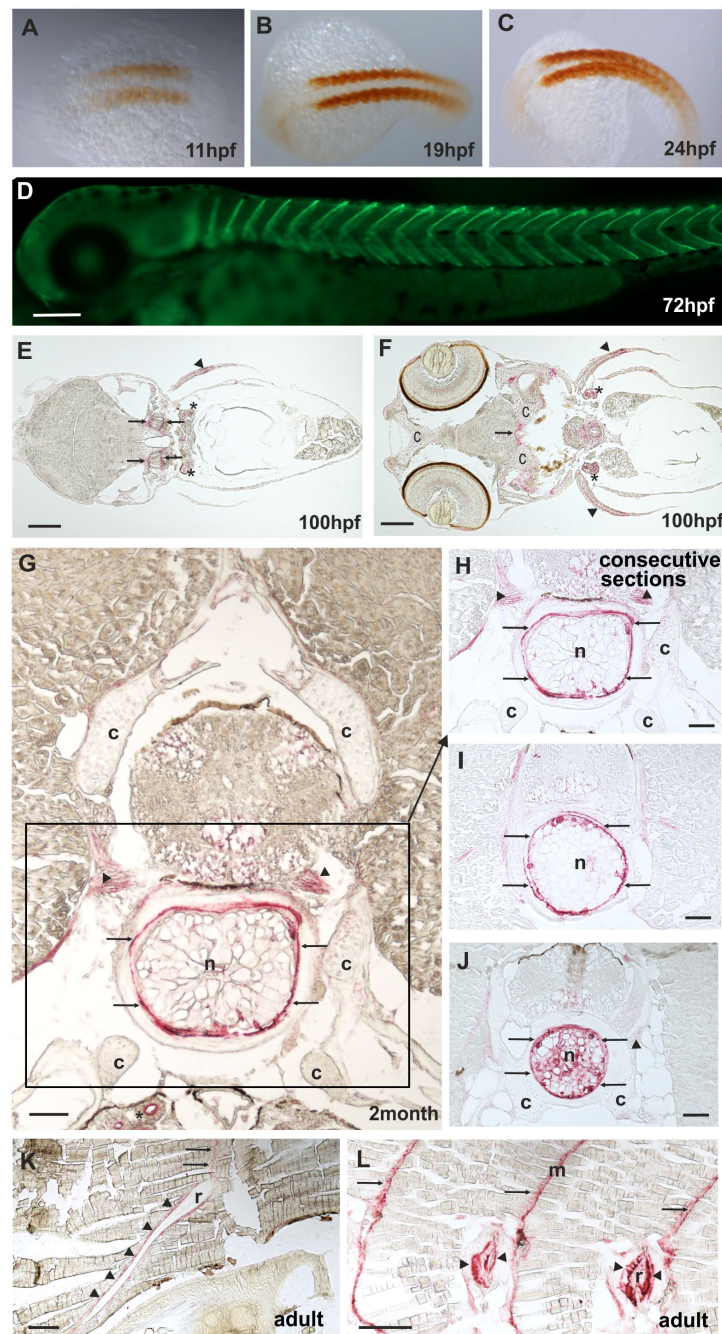 A
11hpf
B
19hpf
C
24hpf
D
72hpf
E
*
*
100hpf
F
C
C
C
*
*
100hpf
G
c
c
n
c
c
c
*
2month
consecutive
sections
H
n
c
c
c
I
n
J
n
c
c
K
r
adult
L
m
r
adult